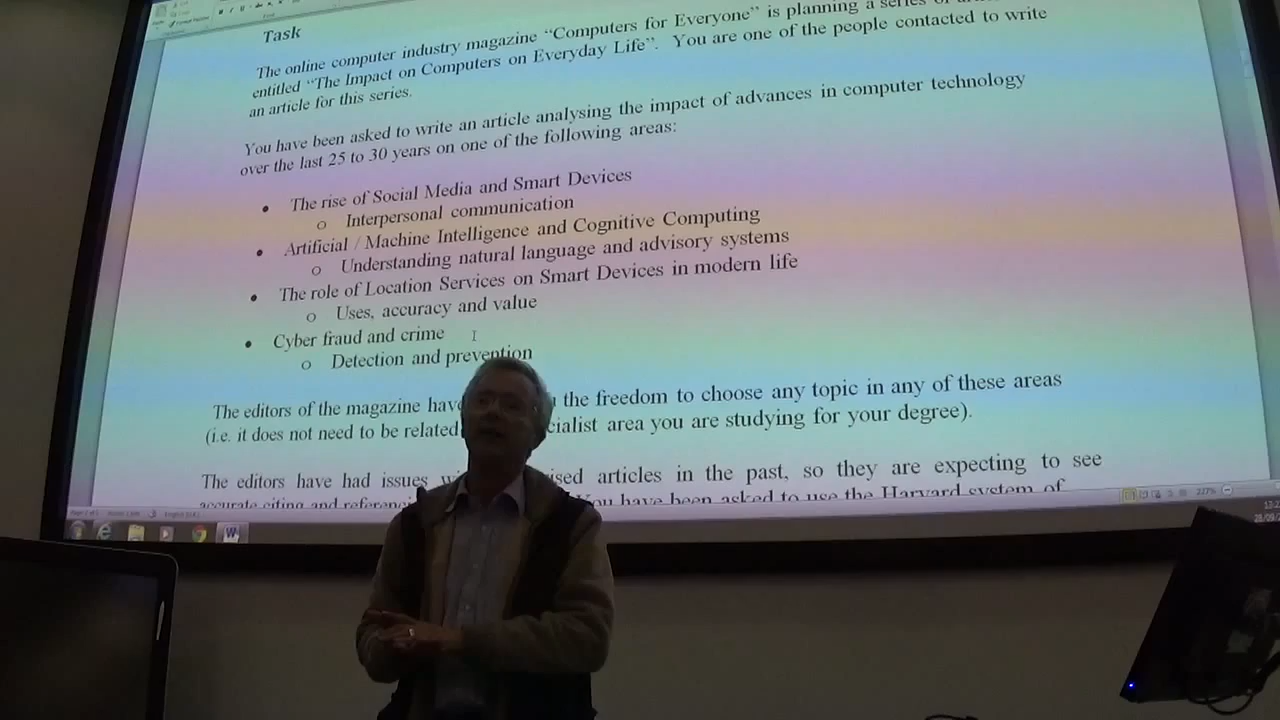 Task
The online computer industry magazine “Computers for Everyone” is planning a series of
entitled “The Impact on Computers on Everyday Life”. You are one of the people contacted to write
an article for this series.
You have been asked to write an article analysing the impact of advances in computer technology
over the last 25 to 30 years on one of the following areas:
• The rise of Social Media and Smart Devices
o Interpersonal communication
• Artificial / Machine Intelligence and Cognitive Computing
o Understanding natural language and advisory systems
• The role of Location Services on Smart Devices in modern life
o Uses, accuracy and value
• Cyber fraud and crime
o Detection and prevention
The editors of the magazine have the freedom to choose any topic in any of these areas
(i.e. it does not need to be related area you are studying for your degree).
The editors have had issues articles in the past, so they are expecting to see
accurate citing and You have been asked to use the Harvard system of
227%